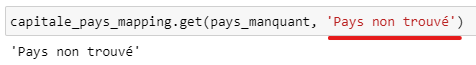 capitale_pays_mapping.get(pays_manquant, 'Pays non trouvé')
'Pays non trouvé'